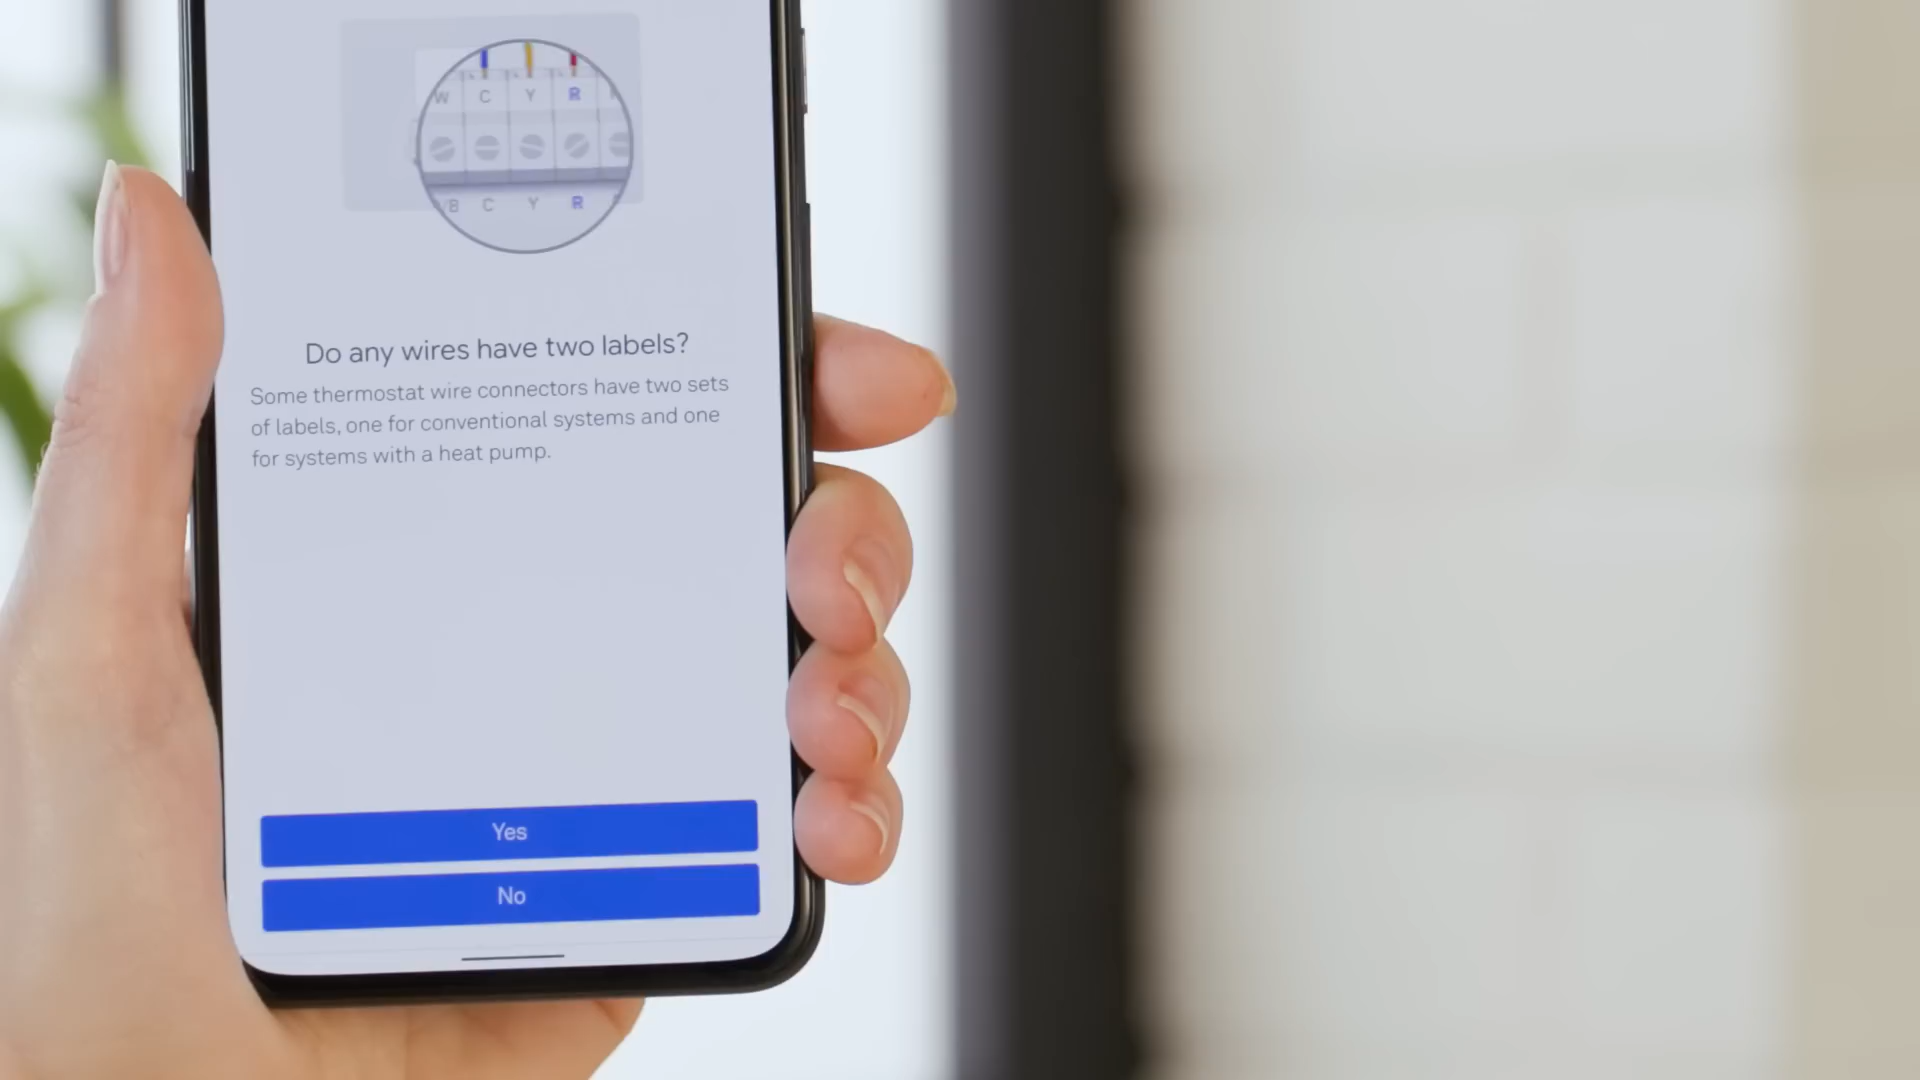 W C Y R
C Y R
Do any wires have two labels?
Some thermostat wire connectors have two sets
of labels, one for conventional systems and one
for systems with a heat pump.
Yes
No